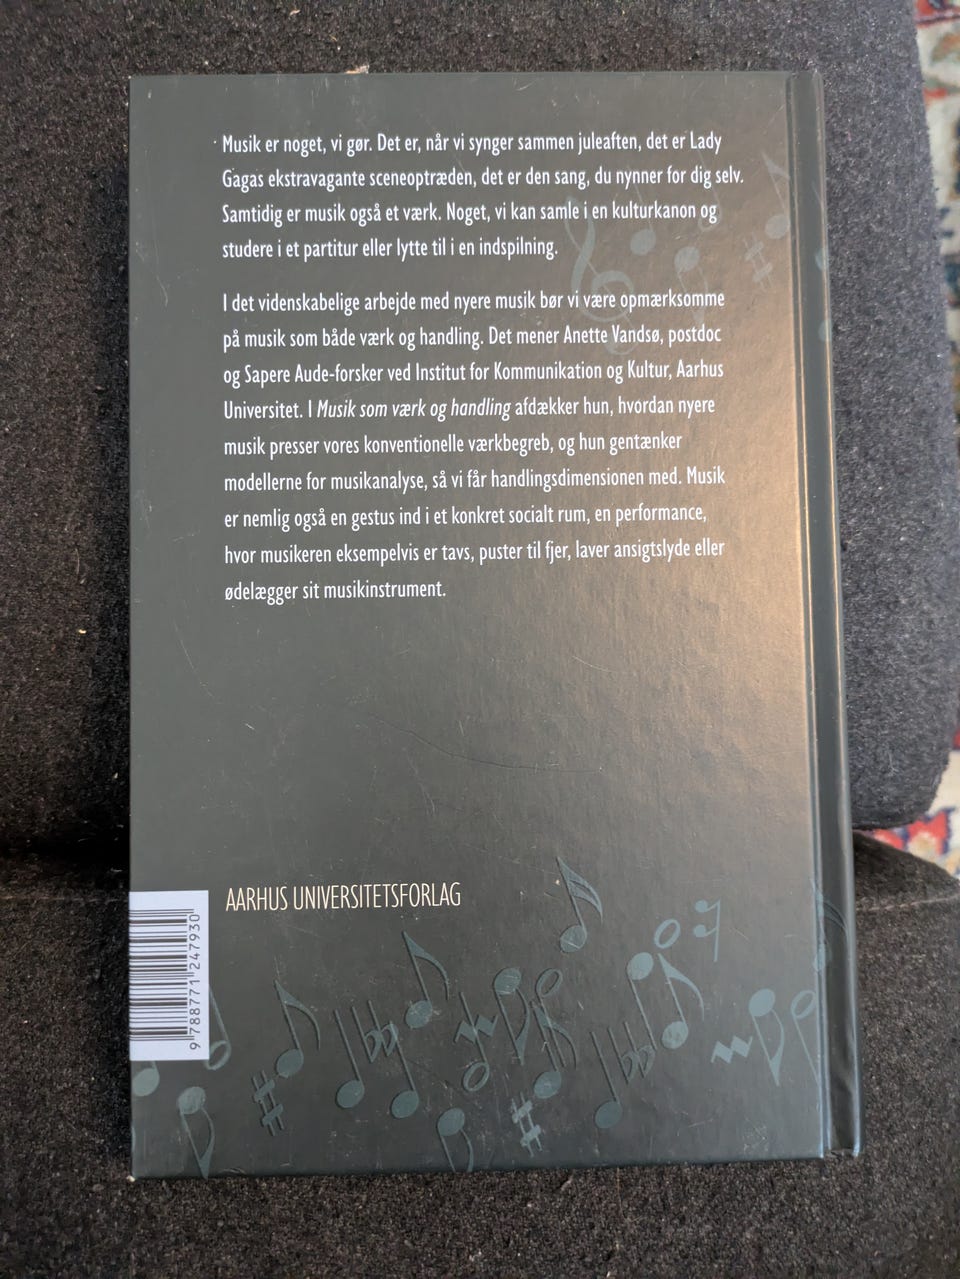 Musik er noget, vi gør. Det er, når vi synger sammen juleaften, det er Lady
Gagas ekstravagante sceneoptræden, det er den sang, du nynner for dig selv.
Samtidig er musik også et værk. Noget, vi kan samle i en kulturkanon og
studere i et partitur eller lytte til i en indspilning.
I det videnskabelige arbejde med nyere musik bør vi være opmærksomme
på musik som både værk og handling. Det mener Anette Vandsø, postdoc
og Sapere Aude-forsker ved Institut for Kommunikation og Kultur, Aarhus
Universitet. I Musik som værk og handling afdækker hun, hvordan nyere
musik presser vores konventionelle værkbegreb, og hun gentænker
modellerne for musikanalyse, så vi får handlingsdimensionen med. Musik
er nemlig også en gestus ind i et konkret socialt rum, en performance,
hvor musikeren eksempelvis er tavs, puster til fjer, laver ansigtslyde eller
ødelægger sit musikinstrument.
AARHUS UNIVERSITETSFORLAG
9 788771 247930